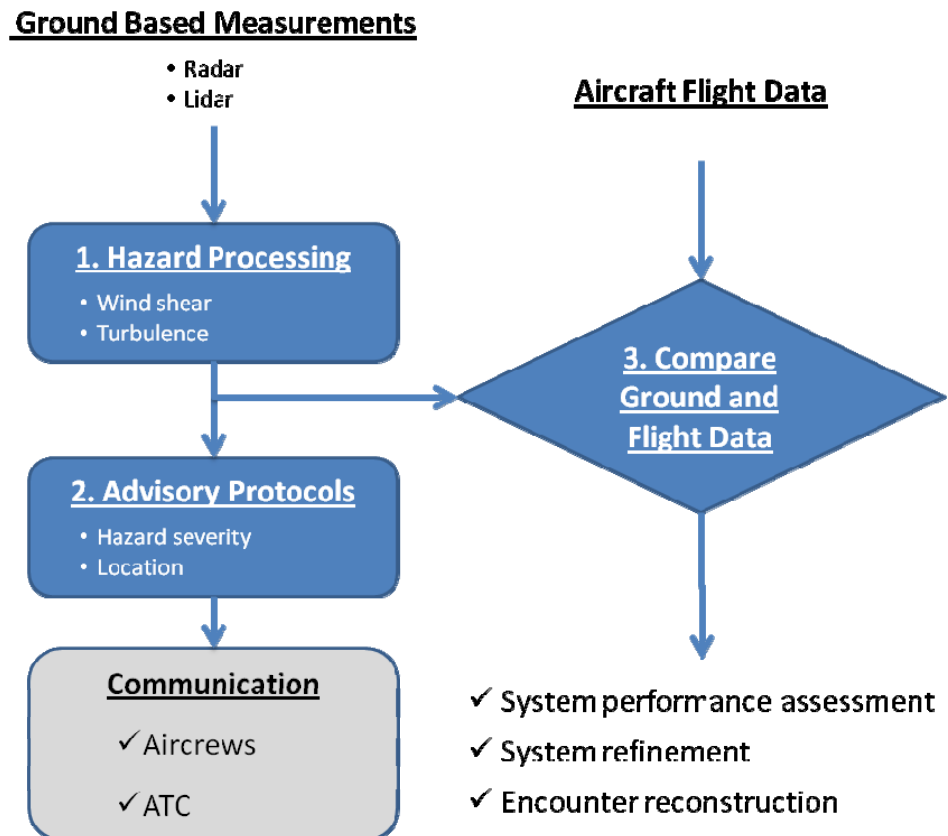 Ground Based Measurements
• Radar
• Lidar
Aircraft Flight Data
1. Hazard Processing
• Wind shear
• Turbulence
3. Compare
Ground and
Flight Data
2. Advisory Protocols
• Hazard severity
• Location
Communication
✓ Aircrews
✓ ATC
✓ System performance assessment
✓ System refinement
✓ Encounter reconstruction